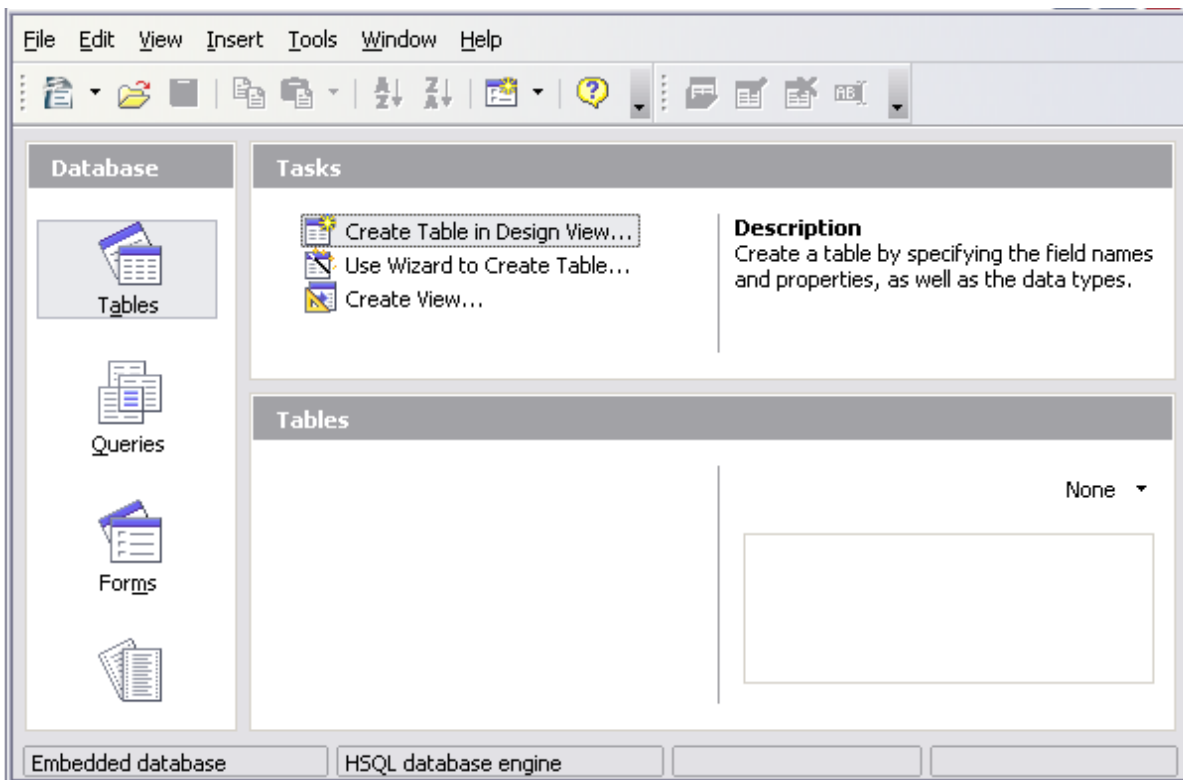 File Edit View Insert Tools Window Help
Database
Tables
Queries
Forms
Tasks
Create Table in Design View...
Use Wizard to Create Table...
Create View...
Description
Create a table by specifying the field names
and properties, as well as the data types.
Tables
None
Embedded database HSQL database engine